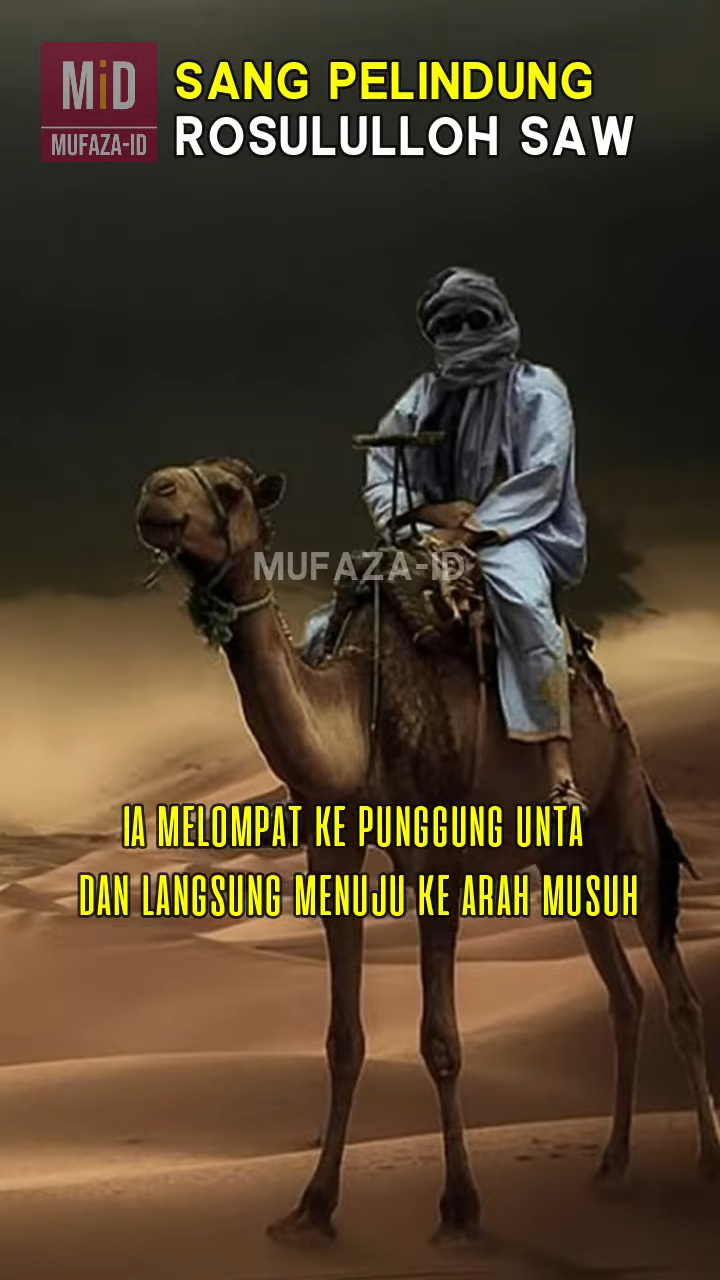 MiD
MUFAZA-ID
SANG PELINDUNG
ROSULULLOH SAW
MUFAZA-ID
IA MELOMPAT KE PUNGGUNG UNTA
DAN LANGSUNG MENUJU KE ARAH MUSUH